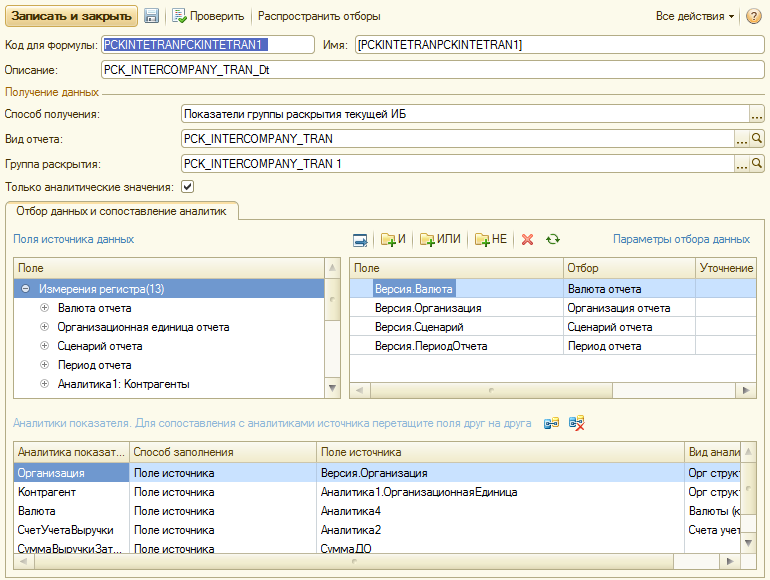 Записать и закрыть Проверить Распространить отборы Все действия
Код для формулы: PCKINTETRANPCKINTETRAN1 Имя: [PCKINTETRANPCKINTETRAN1]
Описание: PCK_INTERCOMPANY_TRAN_Dt
Получение данных
Способ получения: Показатели группы раскрытия текущей ИБ ...
Вид отчета: PCK_INTERCOMPANY_TRAN ...
Группа раскрытия: PCK_INTERCOMPANY_TRAN 1 ...
Только аналитические значения:
Отбор данных и сопоставление аналитик
Поля источника данных И ИЛИ НЕ Параметры отбора данных
Поле Поле Отбор Уточнение
Измерения регистра(13) Версия.Валюта Валюта отчета
Валюта отчета Версия.Организация Организация отчета
Организационная единица отчета Версия.Сценарий Сценарий отчета
Сценарий отчета Версия.ПериодОтчета Период отчета
Период отчета
Аналитика1: Контрагенты
Аналитики показателя. Для сопоставления с аналитиками источника перетащите поля друг на друга
Аналитика показат... Способ заполнения Поле источника Вид анали
Организация Поле источника Версия.Организация Орг структ
Контрагент Поле источника Аналитика1.ОрганизационнаяЕдиница Орг структ
Валюта Поле источника Аналитика4 Валюты (к
СчетУчетаВыручки Поле источника Аналитика2 Счета учет
СуммаВыручкиЗат... Поле источника СуммаДО